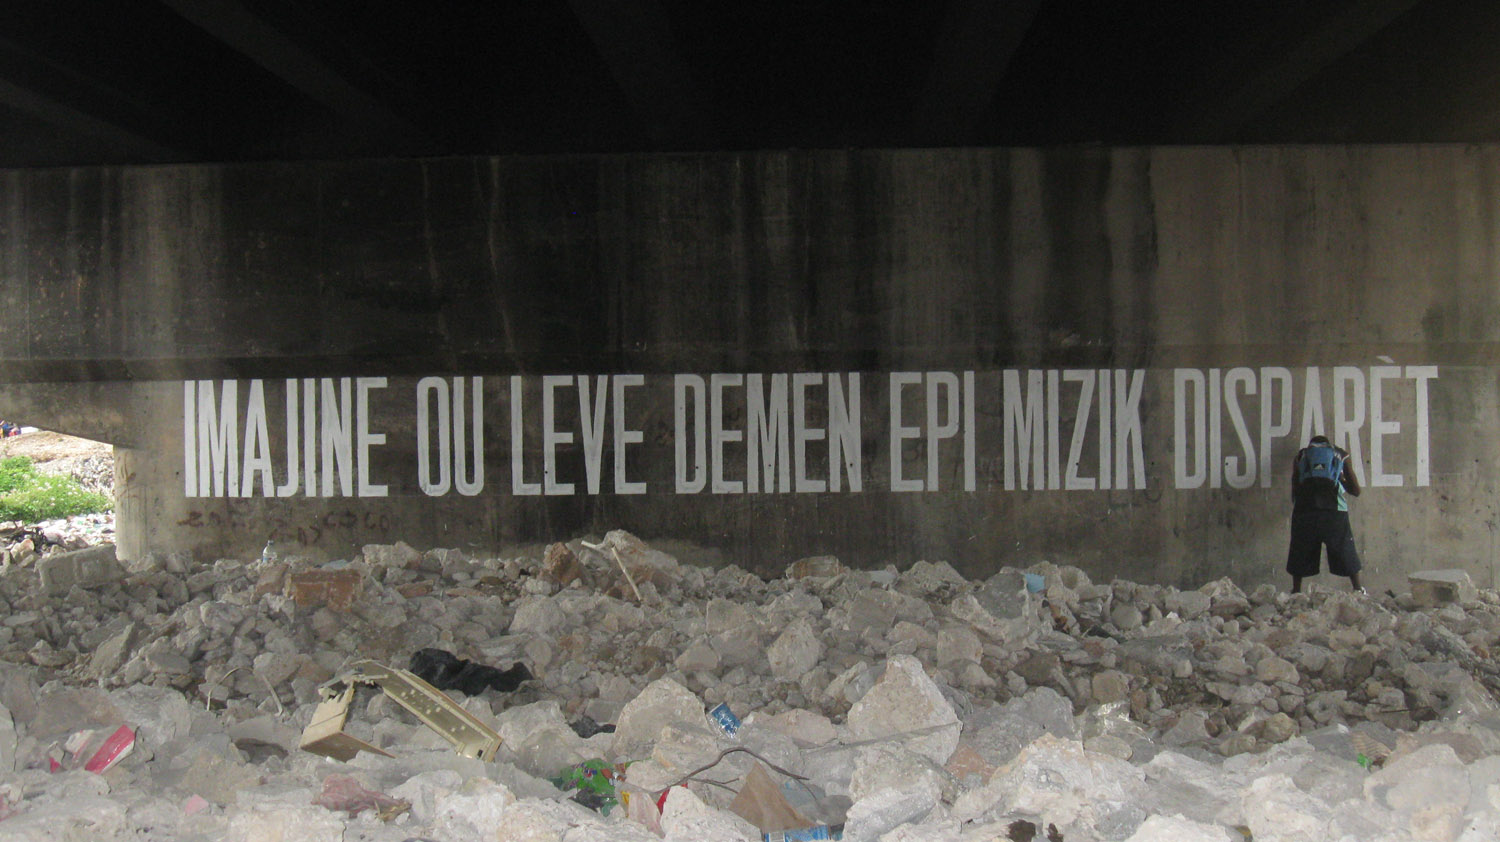 IMAJINE OU LEVE DEMEN EPI MIZIK DISPARÈT